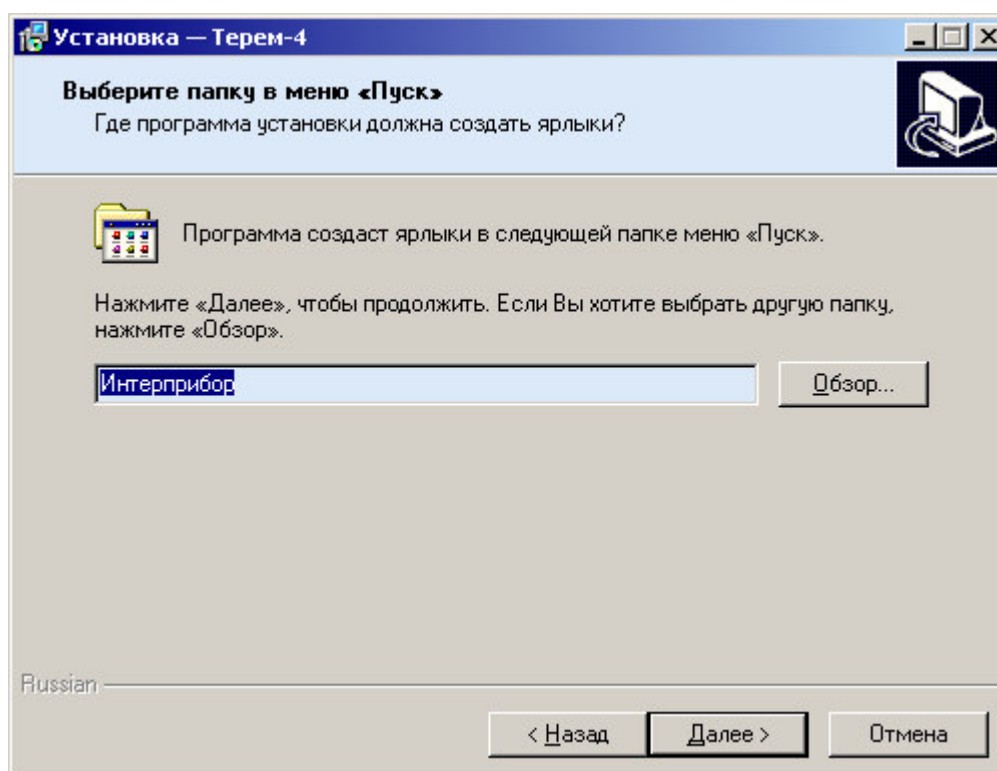 Установка — Терем-4
Выберите папку в меню «Пуск»
Где программа установки должна создать ярлыки?
Программа создаст ярлыки в следующей папке меню «Пуск».
Нажмите «Далее», чтобы продолжить. Если Вы хотите выбрать другую папку,
нажмите «Обзор».
Интерприбор
Обзор...
Russian
< Назад
Далее >
Отмена